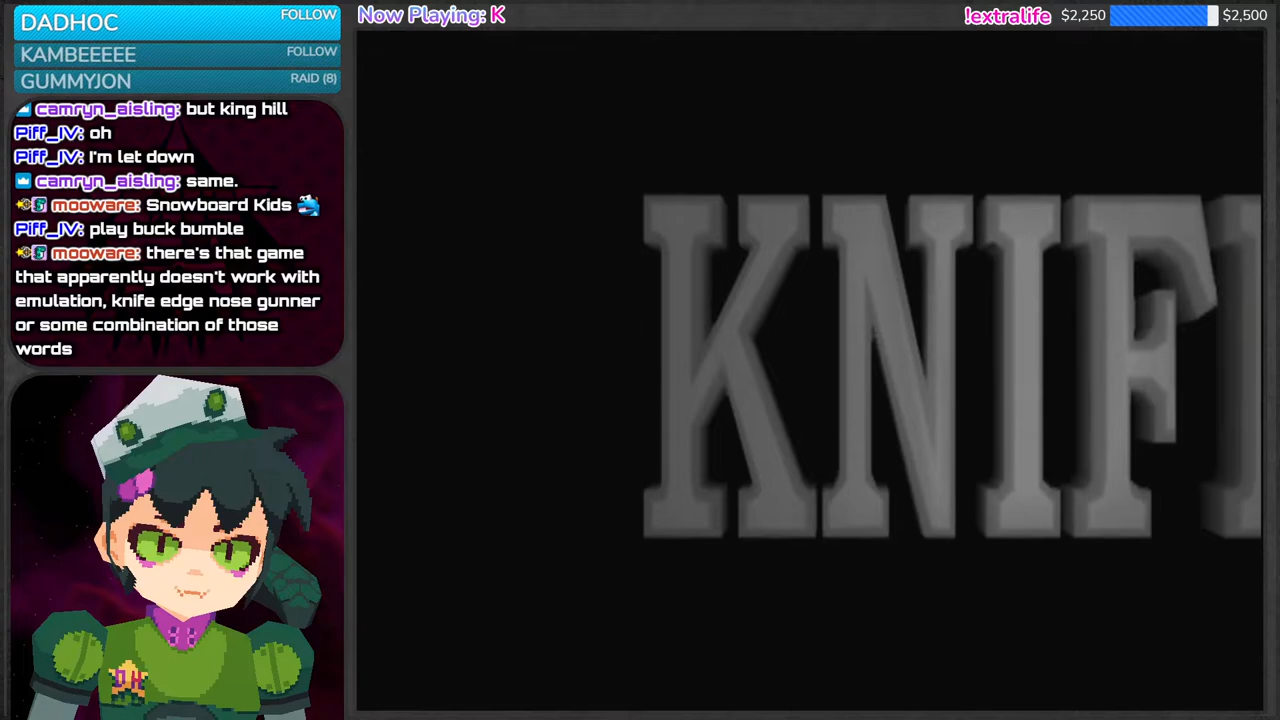 DADHOC FOLLOW
KAMBEEEEE FOLLOW
GUMMYJON RAID (8)
Now Playing: K
!extralife $2,250 $2,500
camryn_aisling: but king hill
Piff_IV: oh
Piff_IV: I'm let down
camryn_aisling: same.
mooware: Snowboard Kids
Piff_IV: play buck bumble
mooware: there's that game
that apparently doesn't work with
emulation, knife edge nose gunner
or some combination of those
words
KNIF